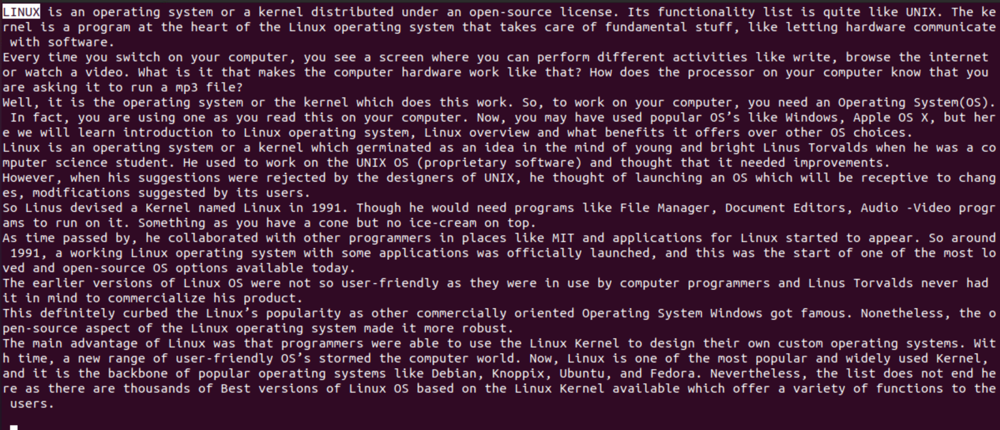 LINUX is an operating system or a kernel distributed under an open-source license. Its functionality list is quite like UNIX. The ke
rnel is a program at the heart of the Linux operating system that takes care of fundamental stuff, like letting hardware communicate
 with software.
Every time you switch on your computer, you see a screen where you can perform different activities like write, browse the internet
or watch a video. What is it that makes the computer hardware work like that? How does the processor on your computer know that you
are asking it to run a mp3 file?
Well, it is the operating system or the kernel which does this work. So, to work on your computer, you need an Operating System(OS).
 In fact, you are using one as you read this on your computer. Now, you may have used popular OS’s like Windows, Apple OS X, but her
e we will learn introduction to Linux operating system, Linux overview and what benefits it offers over other OS choices.
Linux is an operating system or a kernel which germinated as an idea in the mind of young and bright Linus Torvalds when he was a co
mputer science student. He used to work on the UNIX OS (proprietary software) and thought that it needed improvements.
However, when his suggestions were rejected by the designers of UNIX, he thought of launching an OS which will be receptive to chang
es, modifications suggested by its users.
So Linus devised a Kernel named Linux in 1991. Though he would need programs like File Manager, Document Editors, Audio -Video progr
ams to run on it. Something as you have a cone but no ice-cream on top.
As time passed by, he collaborated with other programmers in places like MIT and applications for Linux started to appear. So around
 1991, a working Linux operating system with some applications was officially launched, and this was the start of one of the most lo
ved and open-source OS options available today.
The earlier versions of Linux OS were not so user-friendly as they were in use by computer programmers and Linus Torvalds never had
it in mind to commercialize his product.
This definitely curbed the Linux’s popularity as other commercially oriented Operating System Windows got famous. Nonetheless, the o
pen-source aspect of the Linux operating system made it more robust.
The main advantage of Linux was that programmers were able to use the Linux Kernel to design their own custom operating systems. Wit
h time, a new range of user-friendly OS’s stormed the computer world. Now, Linux is one of the most popular and widely used Kernel,
and it is the backbone of popular operating systems like Debian, Knoppix, Ubuntu, and Fedora. Nevertheless, the list does not end he
re as there are thousands of Best versions of Linux OS based on the Linux Kernel available which offer a variety of functions to the
 users.